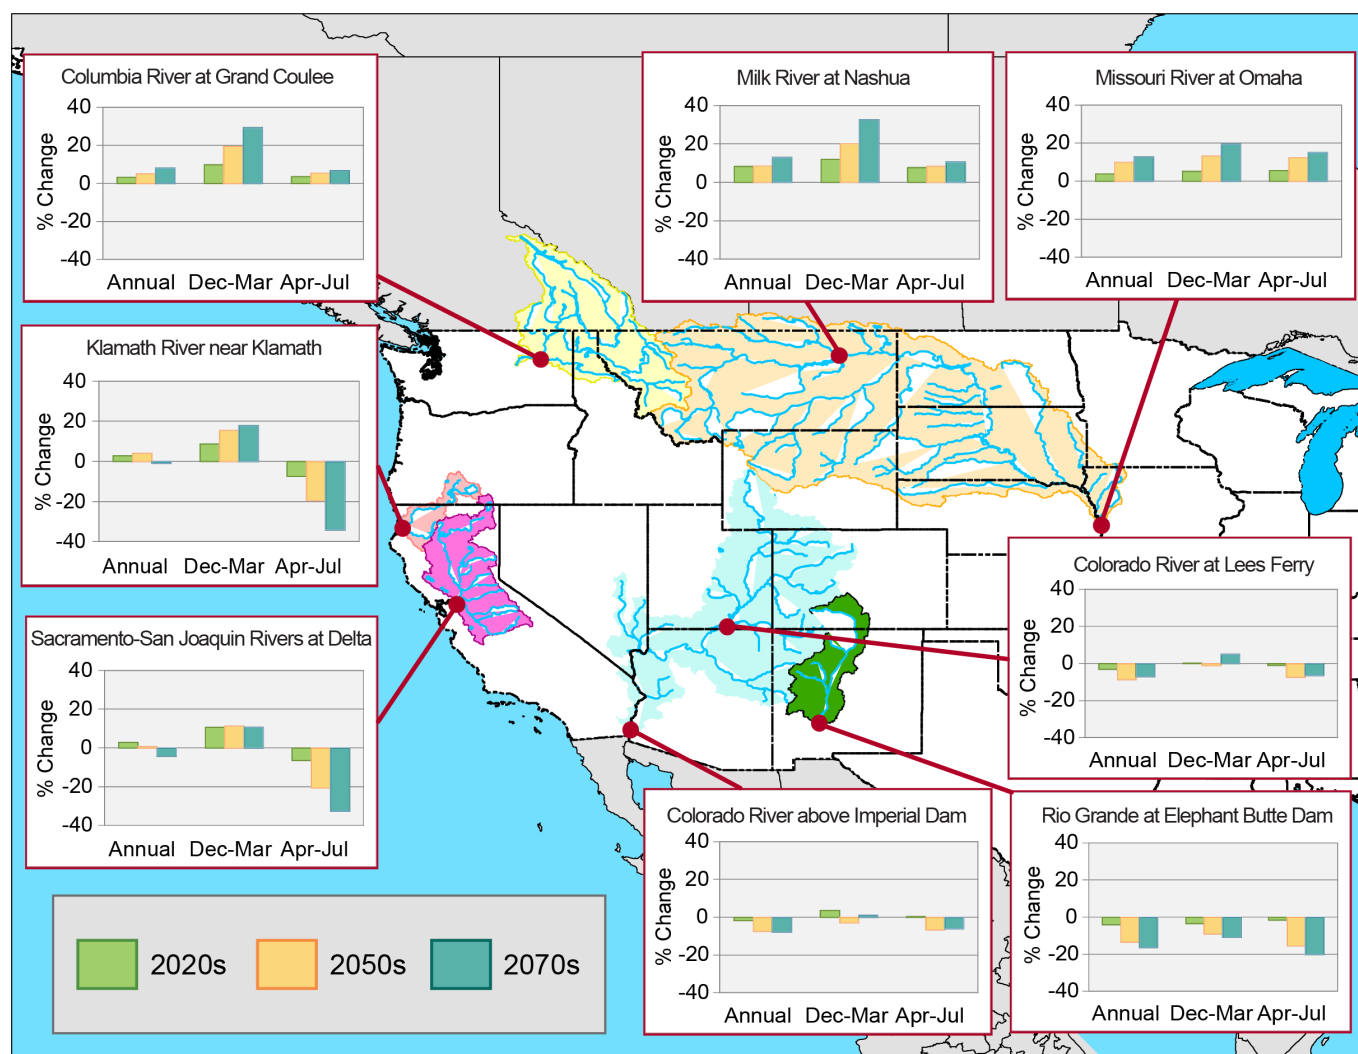 Columbia River at Grand Coulee
% Change
40
20
0
-20
-40
Annual Dec-Mar Apr-Jul
Milk River at Nashua
% Change
40
20
0
-20
-40
Annual Dec-Mar Apr-Jul
Missouri River at Omaha
% Change
40
20
0
-20
-40
Annual Dec-Mar Apr-Jul
Klamath River near Klamath
% Change
40
20
0
-20
-40
Annual Dec-Mar Apr-Jul
Sacramento-San Joaquin Rivers at Delta
% Change
40
20
0
-20
-40
Annual Dec-Mar Apr-Jul
Colorado River at Lees Ferry
% Change
40
20
0
-20
-40
Annual Dec-Mar Apr-Jul
Colorado River above Imperial Dam
% Change
40
20
0
-20
-40
Annual Dec-Mar Apr-Jul
Rio Grande at Elephant Butte Dam
% Change
40
20
0
-20
-40
Annual Dec-Mar Apr-Jul
2020s 2050s 2070s